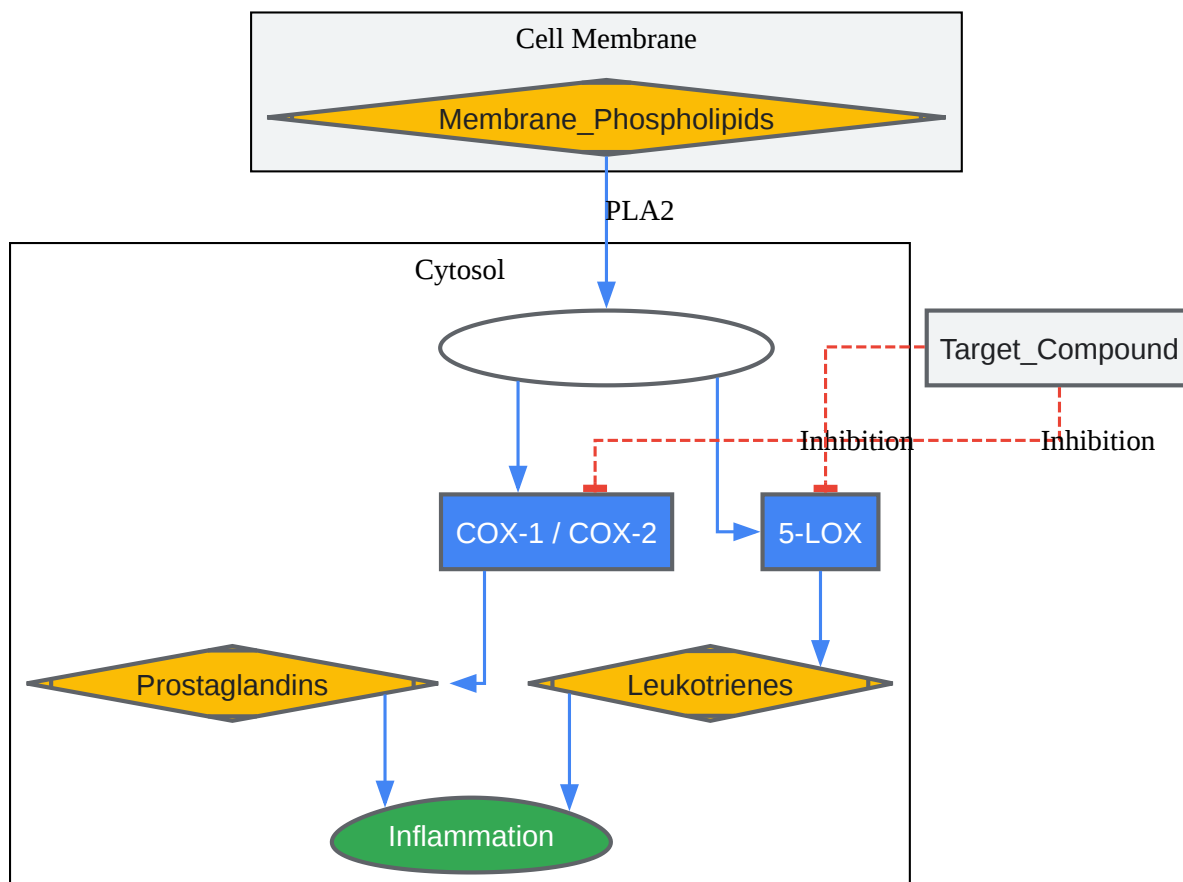 Cell Membrane
Membrane_Phospholipids
PLA2
Cytosol
Target_Compound
Inhibition
Inhibition
COX-1 / COX-2
5-LOX
Prostaglandins
Leukotrienes
Inflammation